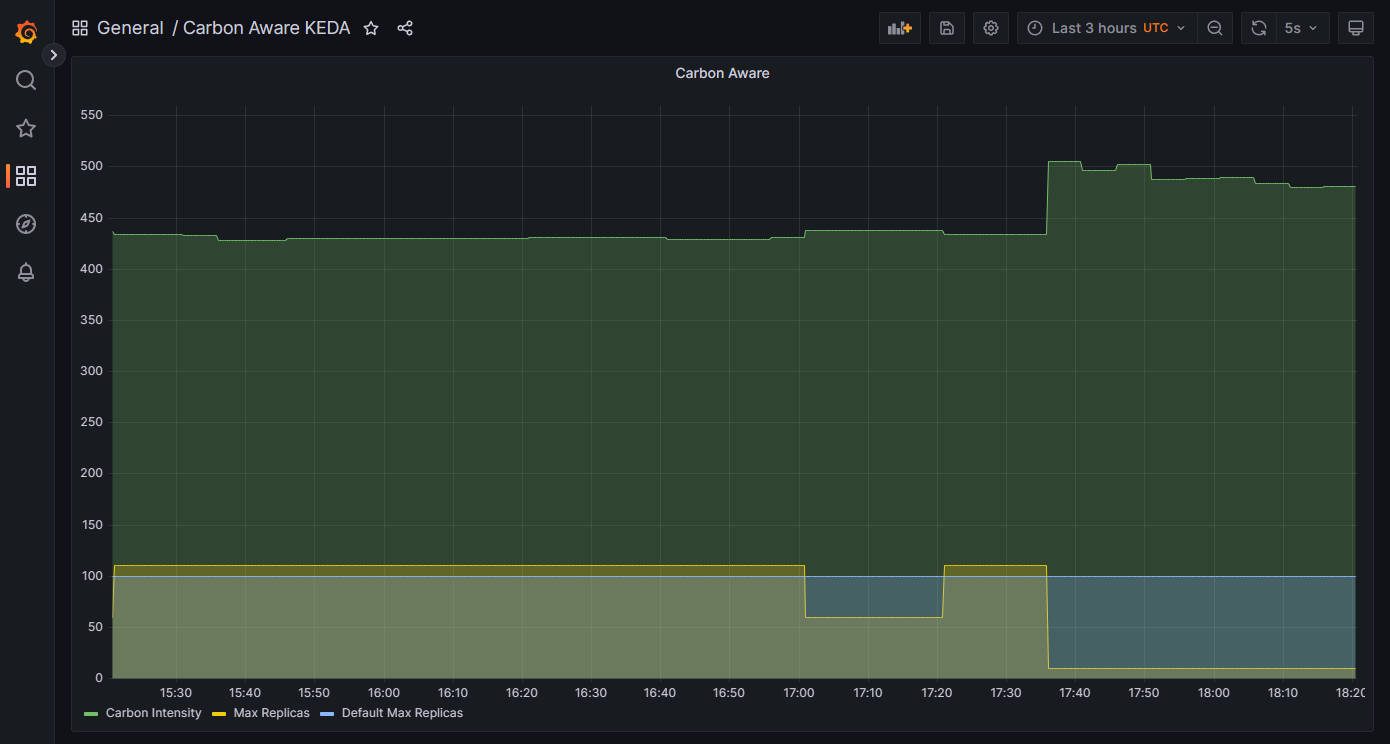 General / Carbon Aware KEDA
Last 3 hours UTC
5s
Carbon Aware
550
500
450
400
350
300
250
200
150
100
50
0
15:30 15:40 15:50 16:00 16:10 16:20 16:30 16:40 16:50 17:00 17:10 17:20 17:30 17:40 17:50 18:00 18:10 18:20
Carbon Intensity Max Replicas Default Max Replicas